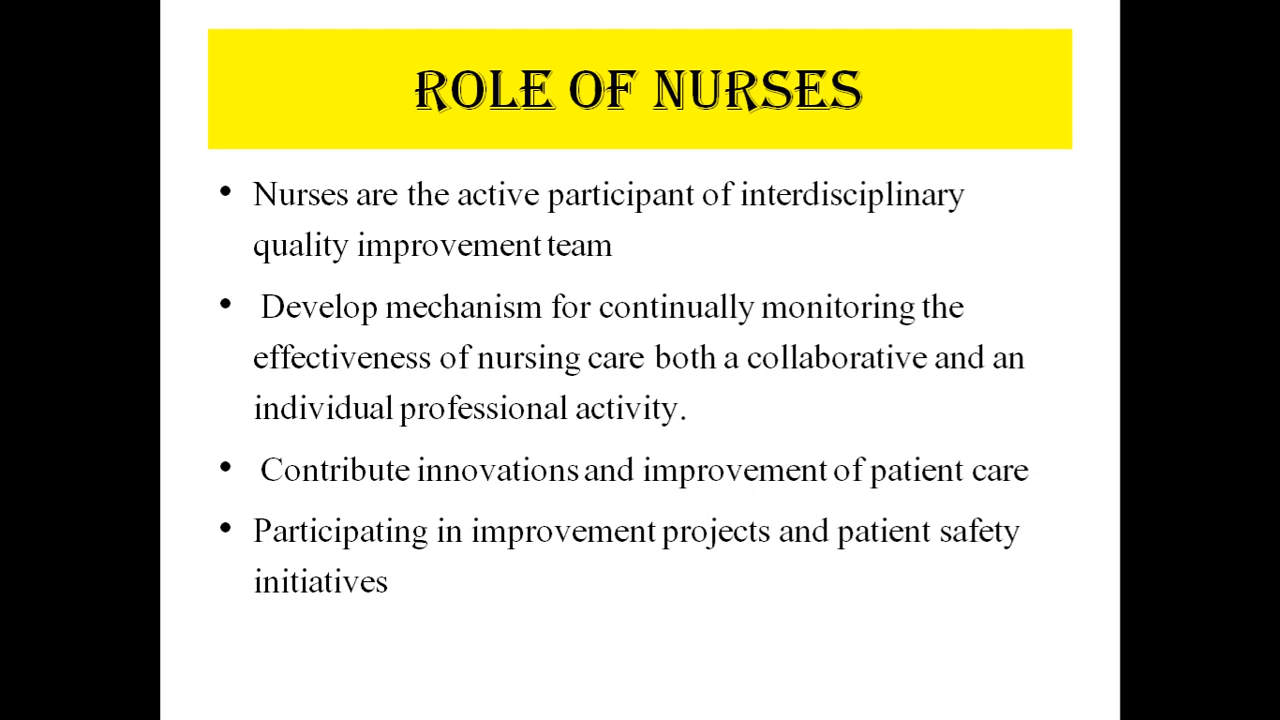 ROLE OF NURSES
• Nurses are the active participant of interdisciplinary
quality improvement team
• Develop mechanism for continually monitoring the
effectiveness of nursing care both a collaborative and an
individual professional activity.
• Contribute innovations and improvement of patient care
• Participating in improvement projects and patient safety
initiatives